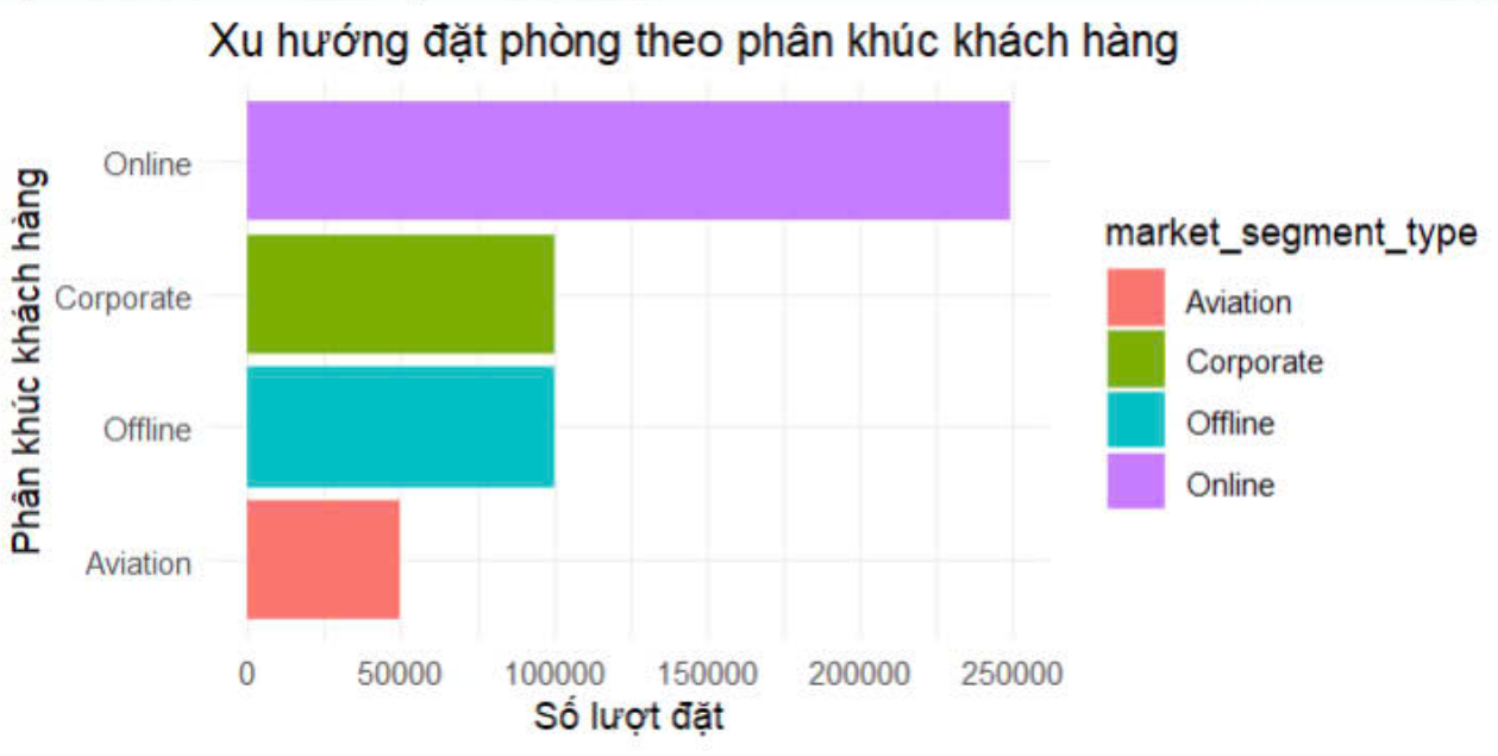 Xu hướng đặt phòng theo phân khúc khách hàng
Phân khúc khách hàng
Online
Corporate
Offline
Aviation
0 50000 100000 150000 200000 250000
Số lượt đặt
market_segment_type
Aviation
Corporate
Offline
Online